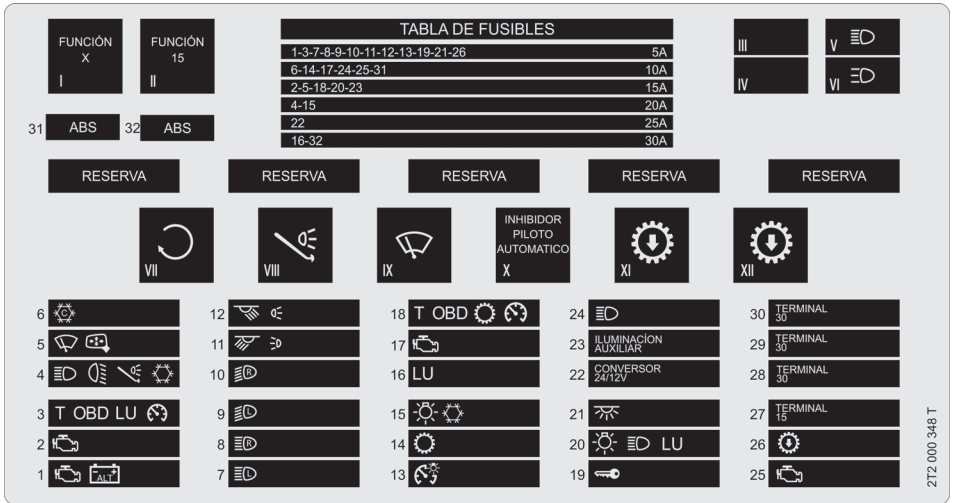 FUNCIÓN
X
I
FUNCIÓN
15
II
TABLA DE FUSIBLES
1-3-7-8-9-10-11-12-13-19-21-26 5A
6-14-17-24-25-31 10A
2-5-18-20-23 15A
4-15 20A
22 25A
16-32 30A
III
IV
V
VI
31 ABS
32 ABS
RESERVA
RESERVA
RESERVA
RESERVA
RESERVA
VII
VIII
IX
INHIBIDOR
PILOTO
AUTOMATICO
X
XI
XII
6 C
5
4
3 T OBD LU
2
1 ALT
12
11
10 R
9 L
8 R
7 L
18 T OBD
17
16 LU
15
14
13
24
23 ILUMINACÍON
AUXILIAR
22 CONVERSOR
24/12V
21
20 LU
19
30 TERMINAL
30
29 TERMINAL
30
28 TERMINAL
30
27 TERMINAL
15
26
25
2T2 000 348 T